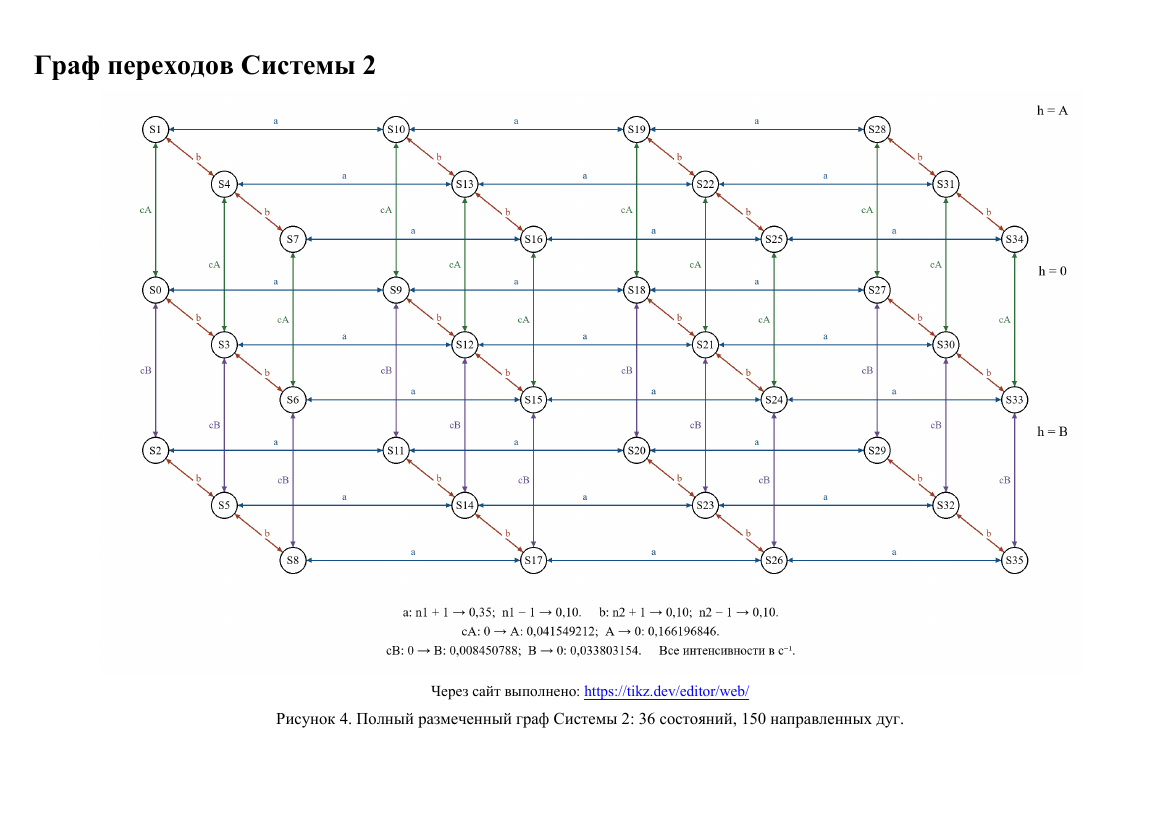 Граф переходов Системы 2
h = A
S1 a S10 a S19 a S28
b b b b
S4 a S13 a S22 a S31
cA b cA b cA b cA b
S7 a S16 a S25 a S34
cA cA cA cA
h = 0
S0 a S9 a S18 a S27
b cA b cA b cA b cA
S3 a S12 a S21 a S30
cB b cB b cB b cB b
S6 a S15 a S24 a S33
cB cB cB cB
h = B
S2 a S11 a S20 a S29
b cB b cB b cB b cB
S5 a S14 a S23 a S32
b b b b
S8 a S17 a S26 a S35
a: n1 + 1 → 0,35; n1 − 1 → 0,10. b: n2 + 1 → 0,10; n2 − 1 → 0,10.
cA: 0 → A: 0,041549212; A → 0: 0,166196846.
cB: 0 → B: 0,008450788; B → 0: 0,033803154. Все интенсивности в с⁻¹.
Через сайт выполнено: https://tikz.dev/editor/web/
Рисунок 4. Полный размеченный граф Системы 2: 36 состояний, 150 направленных дуг.